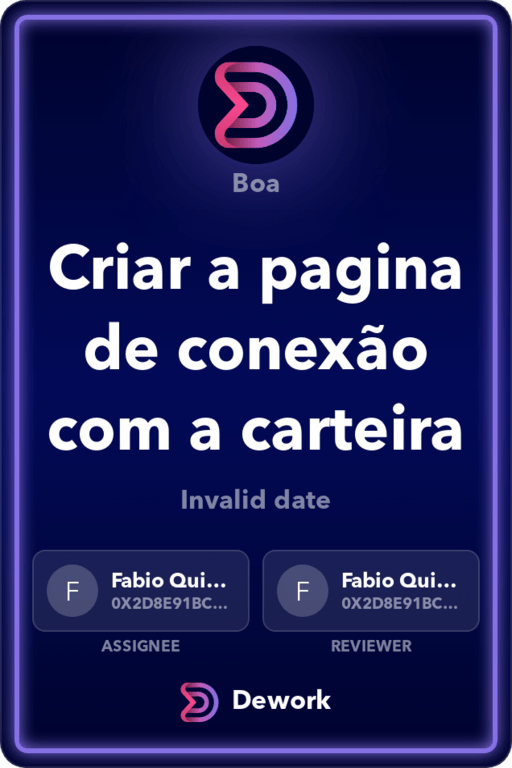 Boa
Criar a pagina
de conexão
com a carteira
Invalid date
F
Fabio Qui...
0X2D8E91BC...
ASSIGNEE
F
Fabio Qui...
0X2D8E91BC...
REVIEWER
Dework